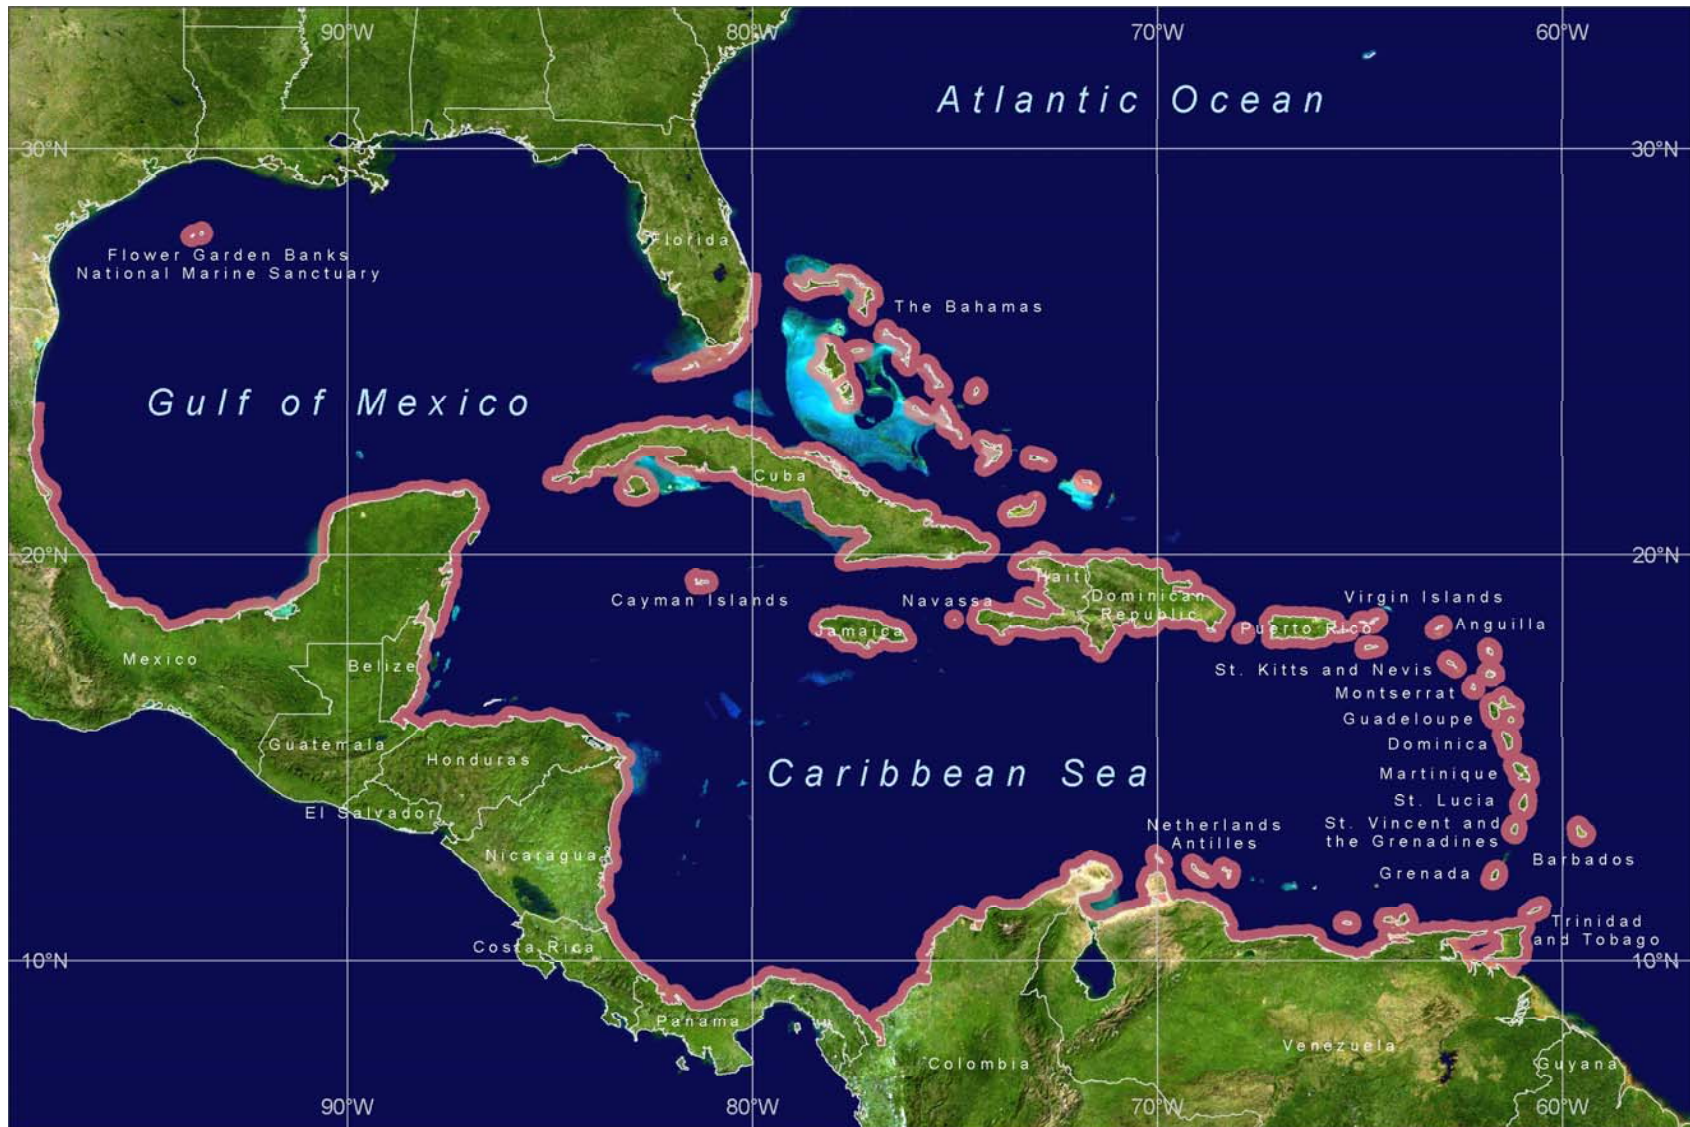 90°W
80°W
70°W
60°W
Atlantic Ocean
30°N
30°N
Florida
Flower Garden Banks
National Marine Sanctuary
The Bahamas
Gulf of Mexico
Cuba
20°N
20°N
Haiti
Cayman Islands
Navassa
Dominican
Republic
Virgin Islands
Jamaica
Puerto Rico
Anguilla
Mexico
Belize
St. Kitts and Nevis
Montserrat
Guadeloupe
Guatemala
Honduras
Dominica
Caribbean Sea
Martinique
St. Lucia
El Salvador
Netherlands
Antilles
St. Vincent and
the Grenadines
Nicaragua
Barbados
Grenada
Trinidad
and Tobago
Costa Rica
10°N
10°N
Panama
Colombia
Venezuela
Guyana
90°W
80°W
70°W
60°W